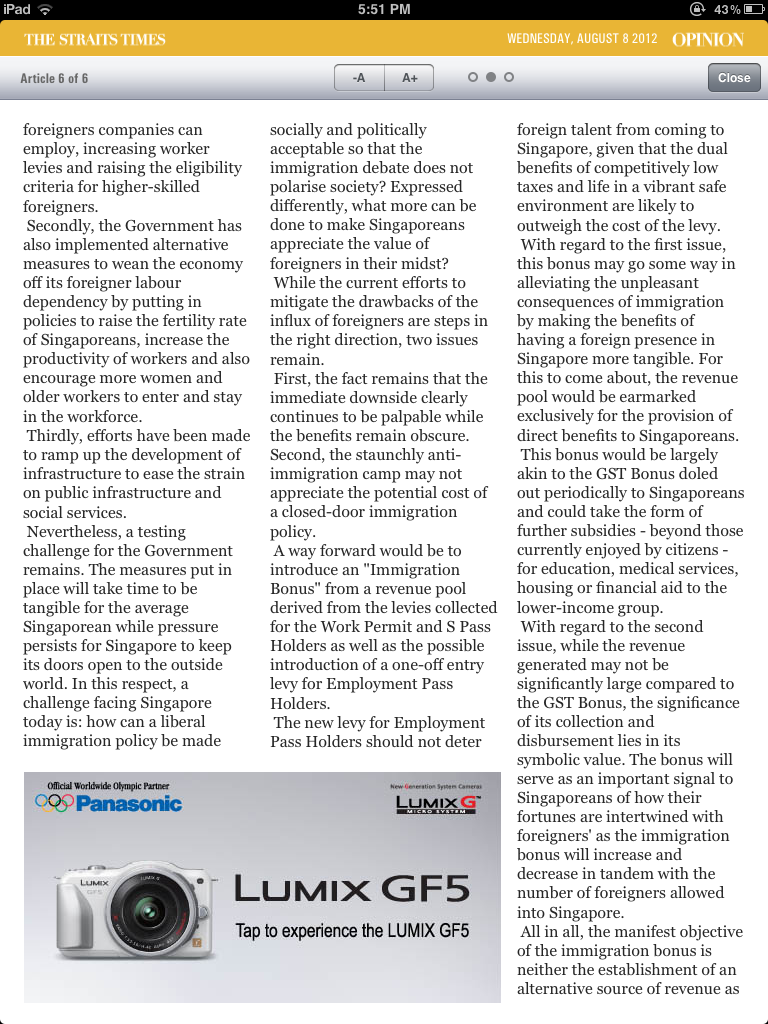 iPad
5:51 PM
43%
THE STRAITS TIMES
WEDNESDAY, AUGUST 8 2012
OPINION
Article 6 of 6
-A
A+
Close
foreigners companies can
employ, increasing worker
levies and raising the eligibility
criteria for higher-skilled
foreigners.
Secondly, the Government has
also implemented alternative
measures to wean the economy
off its foreigner labour
dependency by putting in
policies to raise the fertility rate
of Singaporeans, increase the
productivity of workers and also
encourage more women and
older workers to enter and stay
in the workforce.
Thirdly, efforts have been made
to ramp up the development of
infrastructure to ease the strain
on public infrastructure and
social services.
Nevertheless, a testing
challenge for the Government
remains. The measures put in
place will take time to be
tangible for the average
Singaporean while pressure
persists for Singapore to keep
its doors open to the outside
world. In this respect, a
challenge facing Singapore
today is: how can a liberal
immigration policy be made
socially and politically
acceptable so that the
immigration debate does not
polarise society? Expressed
differently, what more can be
done to make Singaporeans
appreciate the value of
foreigners in their midst?
While the current efforts to
mitigate the drawbacks of the
influx of foreigners are steps in
the right direction, two issues
remain.
First, the fact remains that the
immediate downside clearly
continues to be palpable while
the benefits remain obscure.
Second, the staunchly anti-
immigration camp may not
appreciate the potential cost of
a closed-door immigration
policy.
A way forward would be to
introduce an "Immigration
Bonus" from a revenue pool
derived from the levies collected
for the Work Permit and S Pass
Holders as well as the possible
introduction of a one-off entry
levy for Employment Pass
Holders.
The new levy for Employment
Pass Holders should not deter
foreign talent from coming to
Singapore, given that the dual
benefits of competitively low
taxes and life in a vibrant safe
environment are likely to
outweigh the cost of the levy.
With regard to the first issue,
this bonus may go some way in
alleviating the unpleasant
consequences of immigration
by making the benefits of
having a foreign presence in
Singapore more tangible. For
this to come about, the revenue
pool would be earmarked
exclusively for the provision of
direct benefits to Singaporeans.
This bonus would be largely
akin to the GST Bonus doled
out periodically to Singaporeans
and could take the form of
further subsidies - beyond those
currently enjoyed by citizens -
for education, medical services,
housing or financial aid to the
lower-income group.
With regard to the second
issue, while the revenue
generated may not be
significantly large compared to
the GST Bonus, the significance
of its collection and
disbursement lies in its
symbolic value. The bonus will
serve as an important signal to
Singaporeans of how their
fortunes are intertwined with
foreigners' as the immigration
bonus will increase and
decrease in tandem with the
number of foreigners allowed
into Singapore.
All in all, the manifest objective
of the immigration bonus is
neither the establishment of an
alternative source of revenue as
Official Worldwide Olympic Partner
Panasonic
New-Generation System Cameras
LUMIX G
MICRO SYSTEM
LUMIX
GF5
LUMIX G
LUMIX GF5
Tap to experience the LUMIX GF5